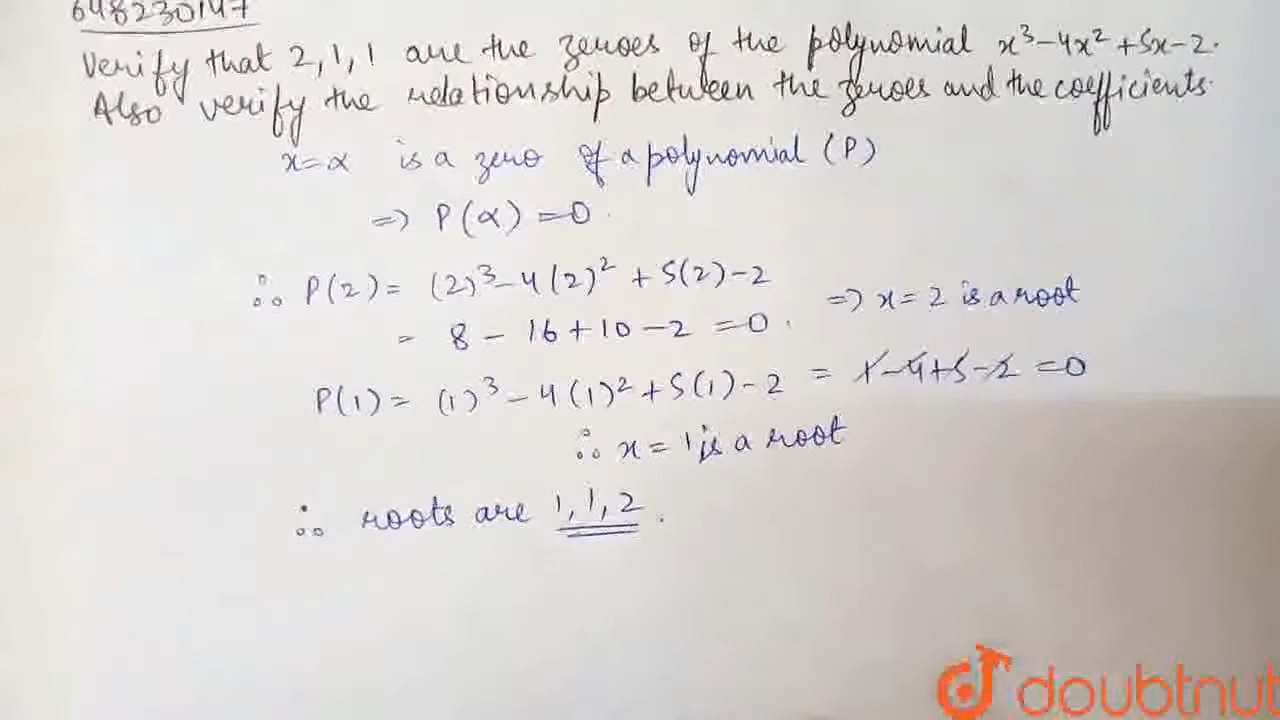 648230147
Verify that 2, 1, 1 are the zeroes of the polynomial x³-4x²+5x-2.
Also verify the relationship between the zeroes and the coefficients.
x=α is a zero of a polynomial (P)
=> P(α) = 0.
∴ P(2) = (2)³-4(2)²+5(2)-2
= 8-16+10-2 = 0. => x=2 is a root
P(1) = (1)³-4(1)²+5(1)-2 = 1-4+5-2 = 0
∴ x=1 is a root
∴ roots are 1, 1, 2.
doubtnut